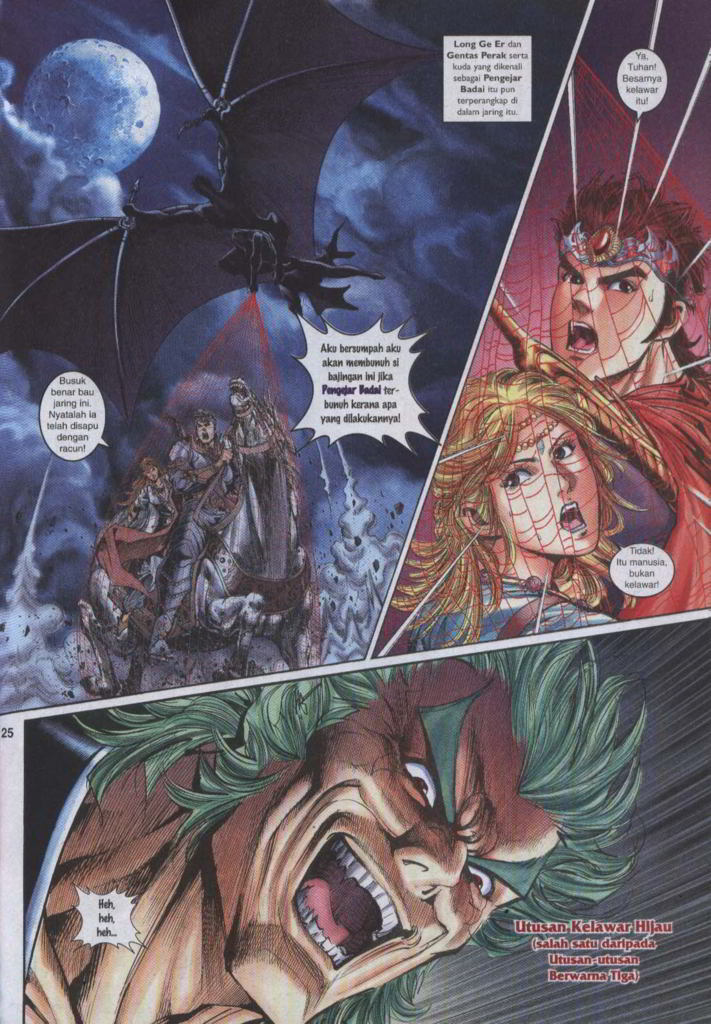 Long Ge Er dan
Gentas Perak serta
kuda yang dikenali
sebagai Pengejar
Badai itu pun
terperangkap di
dalam jaring itu.
Busuk
benar bau
jaring ini.
Nyatalah ia
telah disapu
dengan
racun!
Aku bersumpah aku
akan membunuh si
bajingan ini jika
Pengejar Badai ter-
bunuh kerana apa
yang dilakukannya!
Ya,
Tuhan!
Besarnya
kelawar
itu!
Tidak!
Itu manusia,
bukan
kelawar!
25
Heh,
heh,
heh...
Utusan Kelawar HIjau
(salah satu daripada
Utusan-utusan
Berwarna TIga)